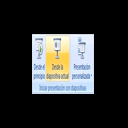 Desde el principio
Desde la diapositiva actual
Presentación personalizada
Iniciar presentación con diapositivas